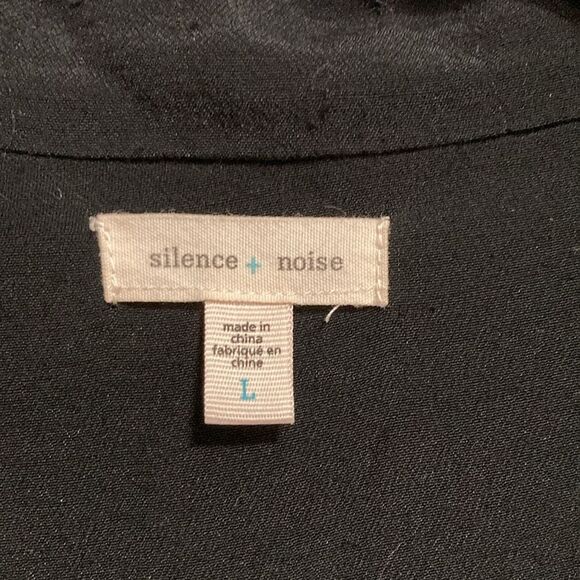 silence + noise
made in
china
fabriqué en
chine
L